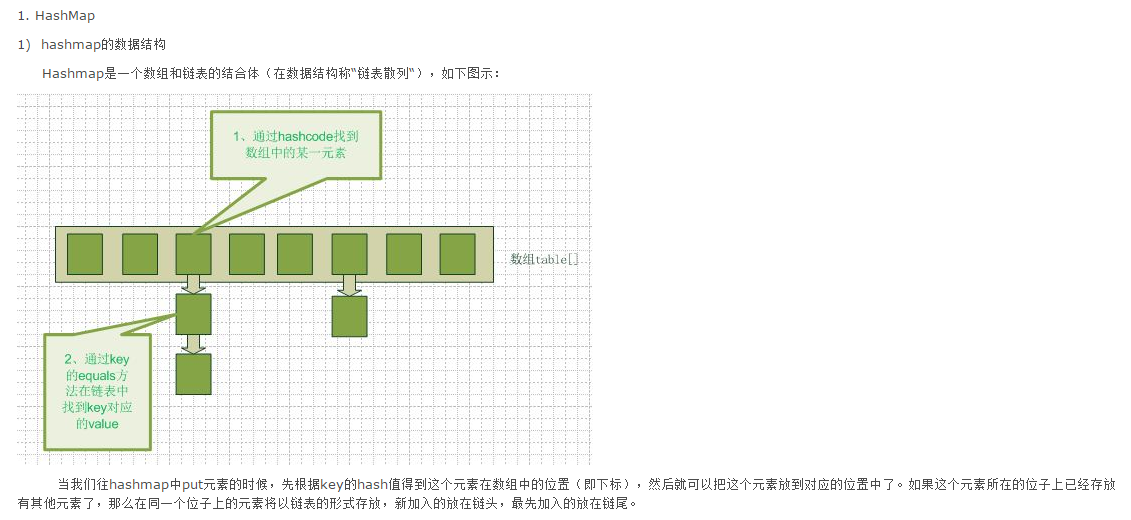 1. HashMap
1) hashmap的数据结构
Hashmap是一个数组和链表的结合体（在数据结构称“链表散列“），如下图示：
1、通过hashcode找到
数组中的某一元素
数组table[]
2、通过key
的equals方
法在链表中
找到key对应
的value
当我们往hashmap中put元素的时候，先根据key的hash值得到这个元素在数组中的位置（即下标），然后就可以把这个元素放到对应的位置中了。如果这个元素所在的位子上已经存放
有其他元素了，那么在同一个位子上的元素将以链表的形式存放，新加入的放在链头，最先加入的放在链尾。